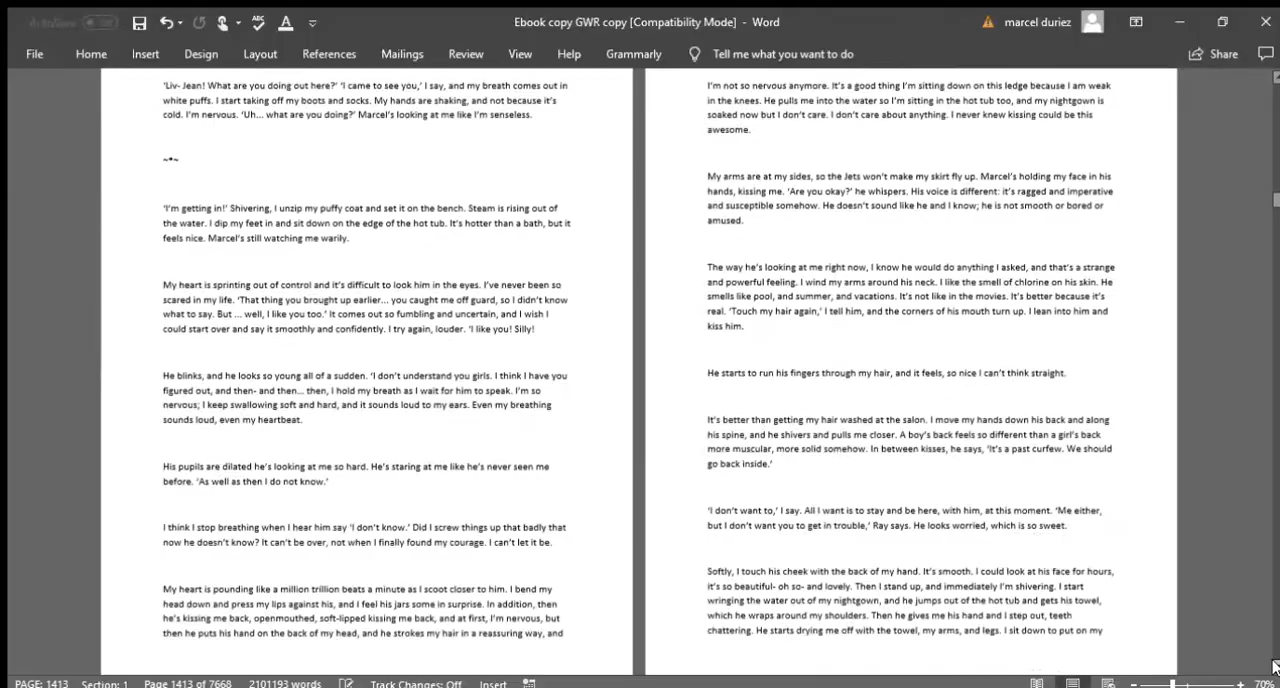 AutoSave
Ebook copy GWR copy [Compatibility Mode] - Word
marcel duriez
File Home Insert Design Layout References Mailings Review View Help Grammarly Tell me what you want to do Share
'Liv- Jean! What are you doing out here?' 'I came to see you,' I say, and my breath comes out in
white puffs. I start taking off my boots and socks. My hands are shaking, and not because it's
cold. I'm nervous. 'Uh... what are you doing?' Marcel's looking at me like I'm senseless.
~•~
'I'm getting in!' Shivering, I unzip my puffy coat and set it on the bench. Steam is rising out of
the water. I dip my feet in and sit down on the edge of the hot tub. It's hotter than a bath, but it
feels nice. Marcel's still watching me warily.
My heart is sprinting out of control and it's difficult to look him in the eyes. I've never been so
scared in my life. 'That thing you brought up earlier... you caught me off guard, so I didn't know
what to say. But ... well, I like you too.' It comes out so fumbling and uncertain, and I wish I
could start over and say it smoothly and confidently. I try again, louder. 'I like you! Silly!
He blinks, and he looks so young all of a sudden. 'I don't understand you girls. I think I have you
figured out, and then- and then... then, I hold my breath as I wait for him to speak. I'm so
nervous; I keep swallowing soft and hard, and it sounds loud to my ears. Even my breathing
sounds loud, even my heartbeat.
His pupils are dilated he's looking at me so hard. He's staring at me like he's never seen me
before. 'As well as then I do not know.'
I think I stop breathing when I hear him say 'I don't know.' Did I screw things up that badly that
now he doesn't know? It can't be over, not when I finally found my courage. I can't let it be.
My heart is pounding like a million trillion beats a minute as I scoot closer to him. I bend my
head down and press my lips against his, and I feel his jars some in surprise. In addition, then
he's kissing me back, openmouthed, soft-lipped kissing me back, and at first, I'm nervous, but
then he puts his hand on the back of my head, and he strokes my hair in a reassuring way, and
I'm not so nervous anymore. It's a good thing I'm sitting down on this ledge because I am weak
in the knees. He pulls me into the water so I'm sitting in the hot tub too, and my nightgown is
soaked now but I don't care. I don't care about anything. I never knew kissing could be this
awesome.
My arms are at my sides, so the Jets won't make my skirt fly up. Marcel's holding my face in his
hands, kissing me. 'Are you okay?' he whispers. His voice is different: it's ragged and imperative
and susceptible somehow. He doesn't sound like he and I know; he is not smooth or bored or
amused.
The way he's looking at me right now, I know he would do anything I asked, and that's a strange
and powerful feeling. I wind my arms around his neck. I like the smell of chlorine on his skin. He
smells like pool, and summer, and vacations. It's not like in the movies. It's better because it's
real. 'Touch my hair again,' I tell him, and the corners of his mouth turn up. I lean into him and
kiss him.
He starts to run his fingers through my hair, and it feels, so nice I can't think straight.
It's better than getting my hair washed at the salon. I move my hands down his back and along
his spine, and he shivers and pulls me closer. A boy's back feels so different than a girl's back
more muscular, more solid somehow. In between kisses, he says, 'It's a past curfew. We should
go back inside.'
'I don't want to,' I say. All I want is to stay and be here, with him, at this moment. 'Me either,
but I don't want you to get in trouble,' Ray says. He looks worried, which is so sweet.
Softly, I touch his cheek with the back of my hand. It's smooth. I could look at his face for hours,
it's so beautiful- oh so- and lovely. Then I stand up, and immediately I'm shivering. I start
wringing the water out of my nightgown, and he jumps out of the hot tub and gets his towel,
which he wraps around my shoulders. Then he gives me his hand and I step out, teeth
chattering. He starts drying me off with the towel, my arms, and legs. I sit down to put on my
PAGE: 1413 Section: 1 Page 1413 of 7668 2101193 words Track Changes: Off Insert 70%